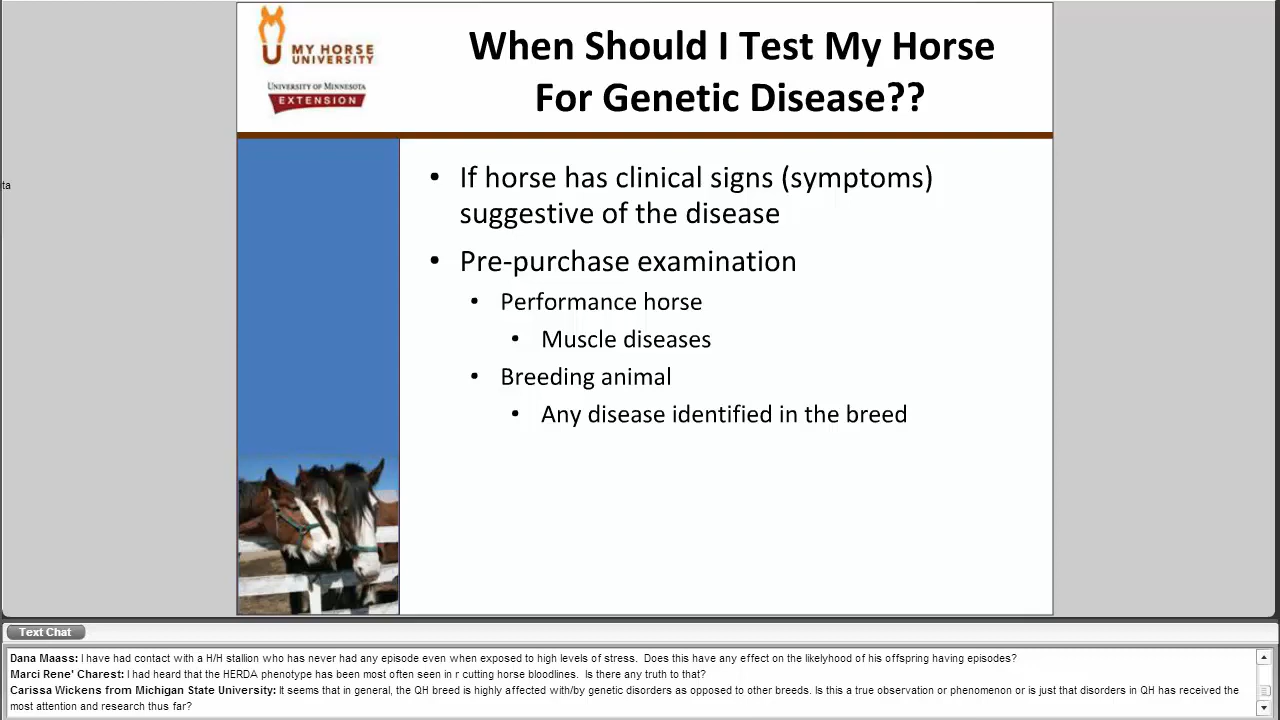 MY HORSE
UNIVERSITY
UNIVERSITY OF MINNESOTA
EXTENSION
When Should I Test My Horse
For Genetic Disease??
ta
• If horse has clinical signs (symptoms)
suggestive of the disease
• Pre-purchase examination
• Performance horse
• Muscle diseases
• Breeding animal
• Any disease identified in the breed
Text Chat
Dana Maass: I have had contact with a H/H stallion who has never had any episode even when exposed to high levels of stress.  Does this have any effect on the likelyhood of his offspring having episodes?
Marci Rene' Charest: I had heard that the HERDA phenotype has been most often seen in r cutting horse bloodlines.  Is there any truth to that?
Carissa Wickens from Michigan State University: It seems that in general, the QH breed is highly affected with/by genetic disorders as opposed to other breeds. Is this a true observation or phenomenon or is just that disorders in QH has received the
most attention and research thus far?